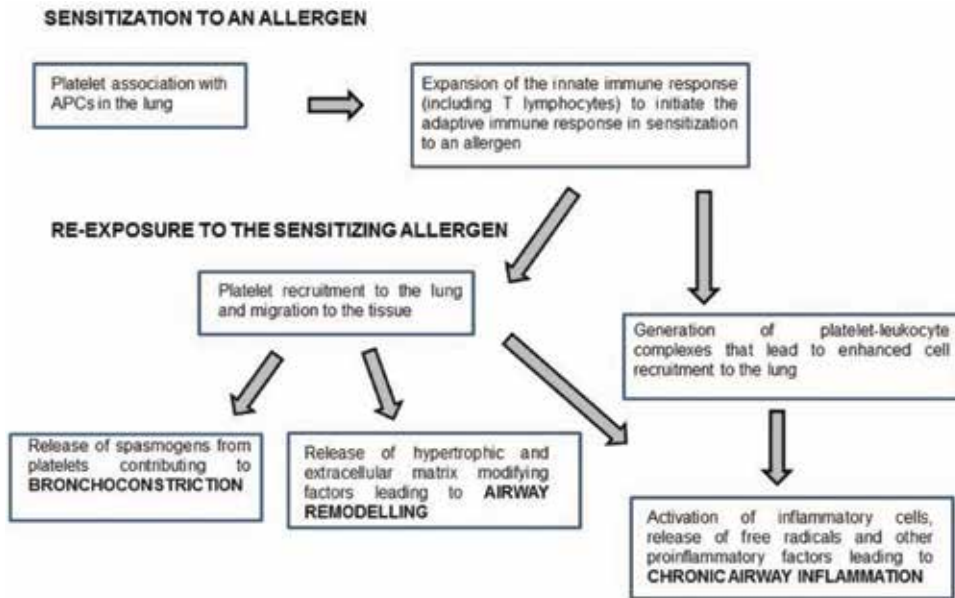 SENSITIZATION TO AN ALLERGEN
Platelet association with
APCs in the lung
Expansion of the innate immune response
(including T lymphocytes) to initiate the
adaptive immune response in sensitization
to an allergen
RE-EXPOSURE TO THE SENSITIZING ALLERGEN
Platelet recruitment to the lung
and migration to the tissue
Generation of platelet-leukocyte
complexes that lead to enhanced cell
recruitment to the lung
Release of spasmogens from
platelets contributing to
BRONCHOCONSTRICTION
Release of hypertrophic and
extracellular matrix modifying
factors leading to AIRWAY
REMODELLING
Activation of inflammatory cells,
release of free radicals and other
proinflammatory factors leading to
CHRONIC AIRWAY INFLAMMATION